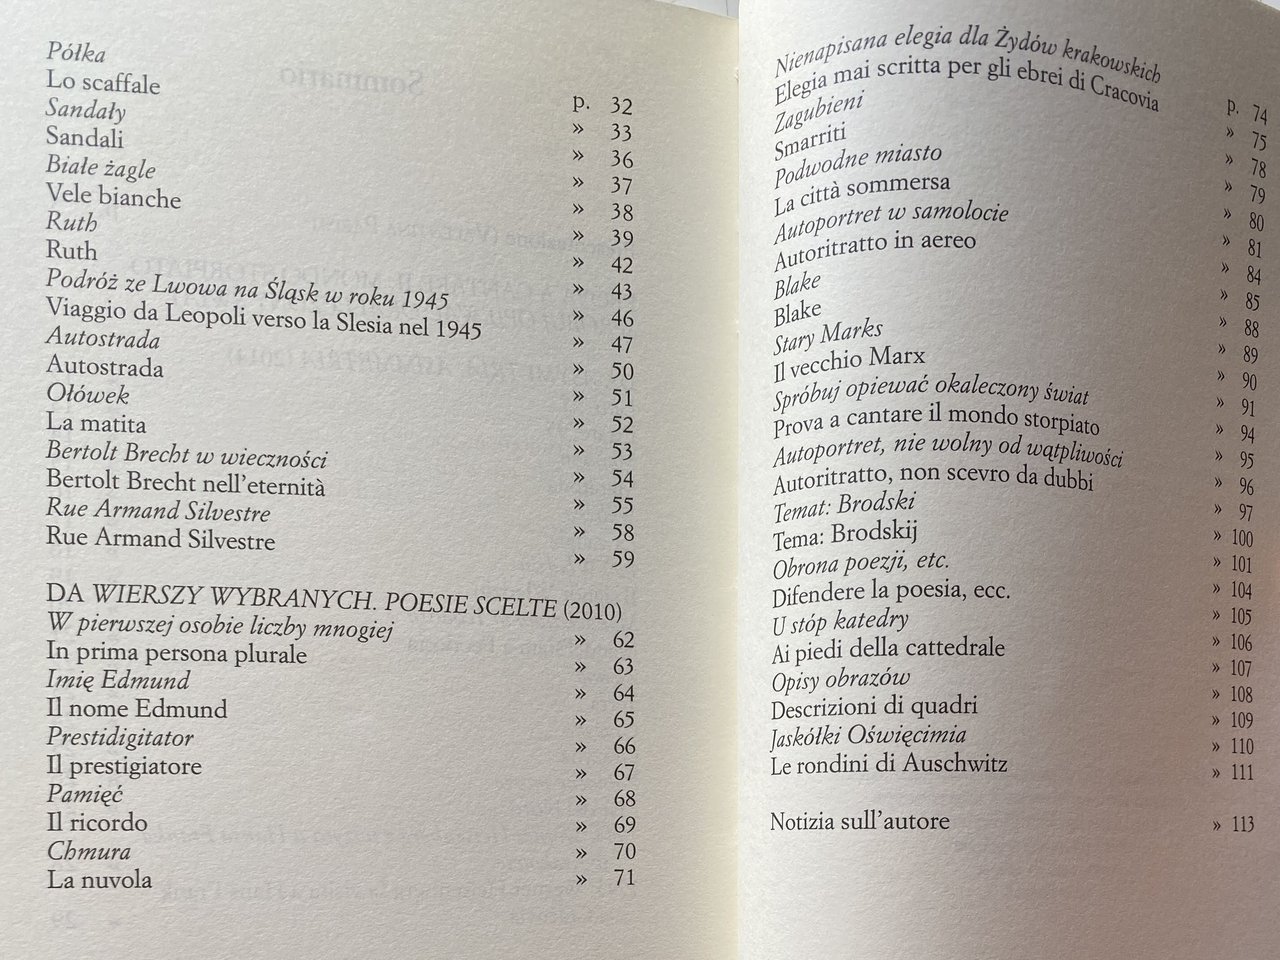 Półka p. 32
Lo scaffale » 33
Sandały » 36
Sandali » 37
Białe żagle » 38
Vele bianche » 39
Ruth » 42
Ruth » 43
Podróż ze Lwowa na Śląsk w roku 1945 » 46
Viaggio da Leopoli verso la Slesia nel 1945 » 47
Autostrada » 50
Autostrada » 51
Ołówek » 52
La matita » 53
Bertolt Brecht w wieczności » 54
Bertolt Brecht nell'eternità » 55
Rue Armand Silvestre » 58
Rue Armand Silvestre » 59
DA WIERSZY WYBRANYCH. POESIE SCELTE (2010)
W pierwszej osobie liczby mnogiej » 62
In prima persona plurale » 63
Imię Edmund » 64
Il nome Edmund » 65
Prestidigitator » 66
Il prestigiatore » 67
Pamięć » 68
Il ricordo » 69
Chmura » 70
La nuvola » 71
Nienapisana elegia dla Żydów krakowskich p. 74
Elegia mai scritta per gli ebrei di Cracovia » 75
Zagubieni » 78
Smarriti » 79
Podwodne miasto » 80
La città sommersa » 81
Autoportret w samolocie » 84
Autoritratto in aereo » 85
Blake » 88
Blake » 89
Stary Marks » 90
Il vecchio Marx » 91
Spróbuj opiewać okaleczony świat » 94
Prova a cantare il mondo storpiato » 95
Autoportret, nie wolny od wątpliwości » 96
Autoritratto, non scevro da dubbi » 97
Temat: Brodski » 100
Tema: Brodskij » 101
Obrona poezji, etc. » 104
Difendere la poesia, ecc. » 105
U stóp katedry » 106
Ai piedi della cattedrale » 107
Opisy obrazów » 108
Descrizioni di quadri » 109
Jaskółki Oświęcimia » 110
Le rondini di Auschwitz » 111
Notizia sull'autore » 113